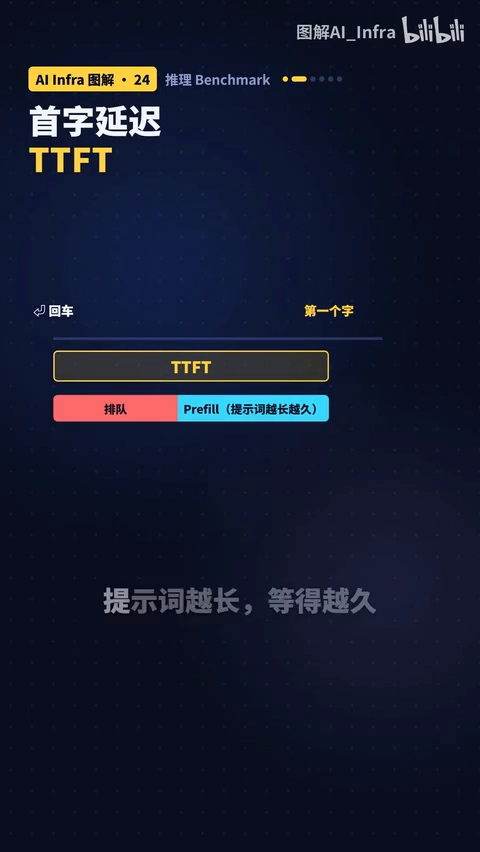 图解AI_Infra bilibili
AI Infra 图解 • 24 推理 Benchmark
首字延迟
TTFT
回车 第一个字
TTFT
排队 Prefill（提示词越长越久）
提示词越长，等得越久